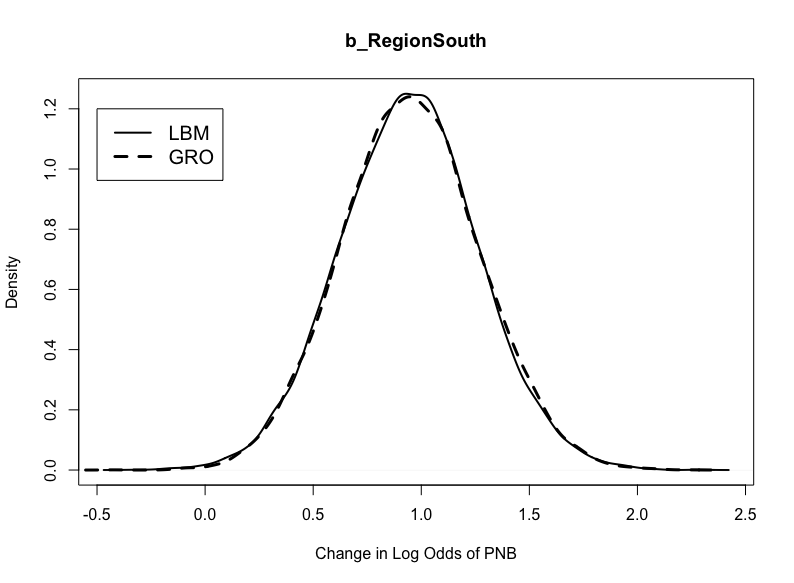 b_RegionSouth
LBM
GRO
Density
0.0 0.2 0.4 0.6 0.8 1.0 1.2
-0.5 0.0 0.5 1.0 1.5 2.0 2.5
Change in Log Odds of PNB